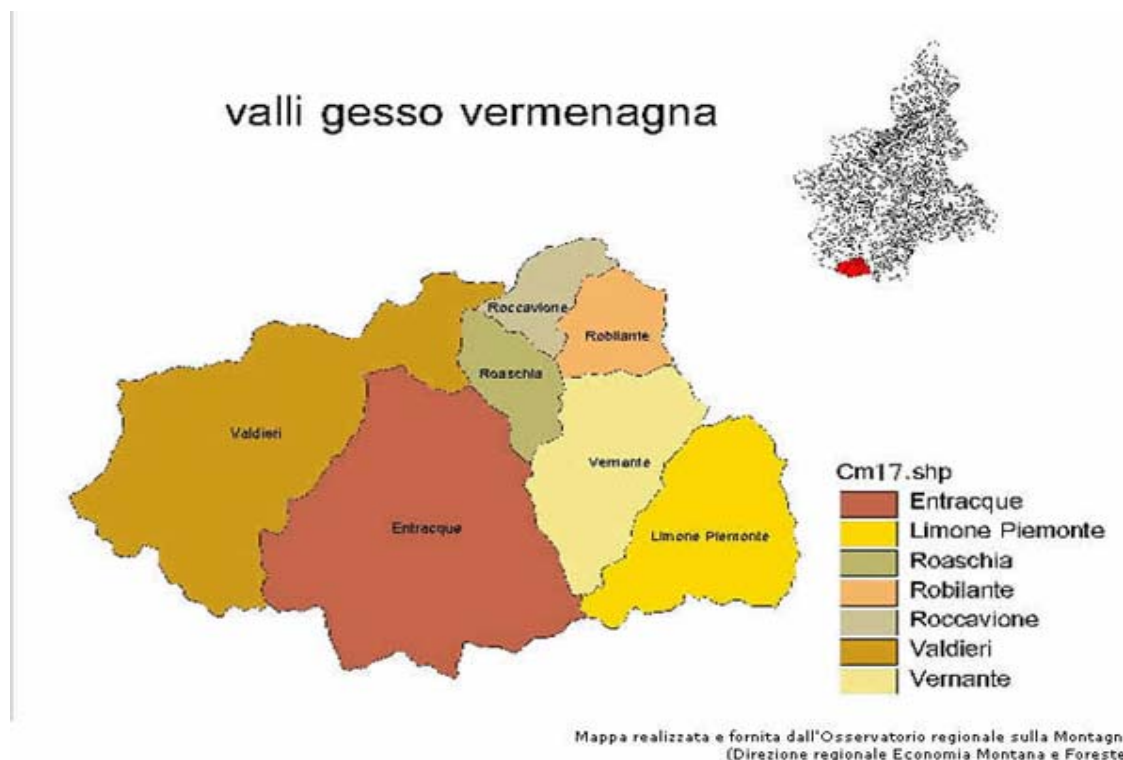 valli gesso vermenagna
Roccavione
Robilante
Roaschia
Valdieri
Vernante
Entracque
Limone Piemonte
Cm17.shp
Entracque
Limone Piemonte
Roaschia
Robilante
Roccavione
Valdieri
Vernante
Mappa realizzata e fornita dall'Osservatorio regionale sulla Montagn
(Direzione regionale Economia Montana e Foreste